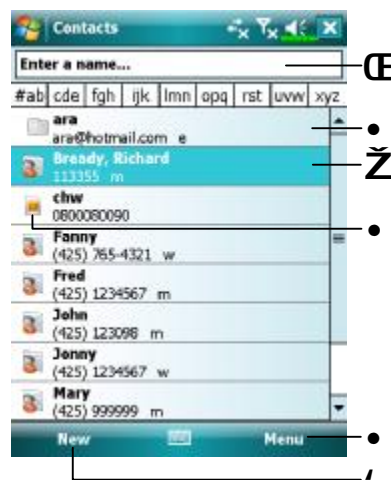 Contacts
Enter a name...
#ab cde fgh ijk lmn opq rst uvw xyz
ara
ara@hotmail.com e
Bready, Richard
113355 m
chw
0800080090
Fanny
(425) 765-4321 w
Fred
(425) 1234567 m
John
(425) 123098 m
Jonny
(425) 1234567 w
Mary
(425) 999999 m
New Menu
Œ
•
Ž
•
•